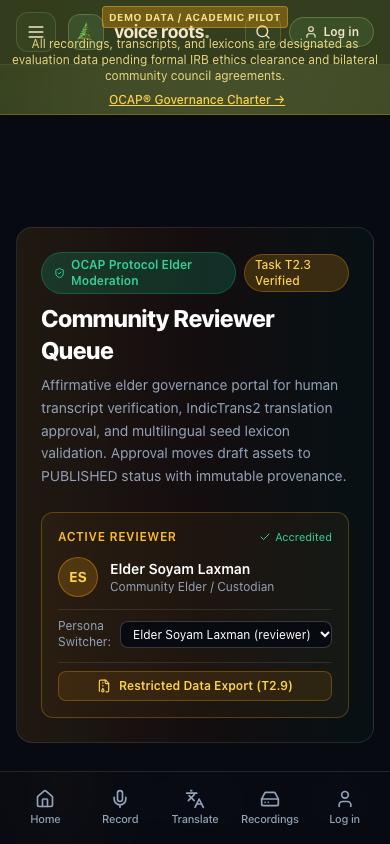 DEMO DATA / ACADEMIC PILOT
voice roots.
Log in
All recordings, transcripts, and lexicons are designated as
evaluation data pending formal IRB ethics clearance and bilateral
community council agreements.
OCAP® Governance Charter →
OCAP Protocol Elder
Moderation
Task T2.3
Verified
Community Reviewer
Queue
Affirmative elder governance portal for human
transcript verification, IndicTrans2 translation
approval, and multilingual seed lexicon
validation. Approval moves draft assets to
PUBLISHED status with immutable provenance.
ACTIVE REVIEWER
Accredited
ES
Elder Soyam Laxman
Community Elder / Custodian
Persona
Switcher:
Elder Soyam Laxman (reviewer)
Restricted Data Export (T2.9)
Home
Record
Translate
Recordings
Log in